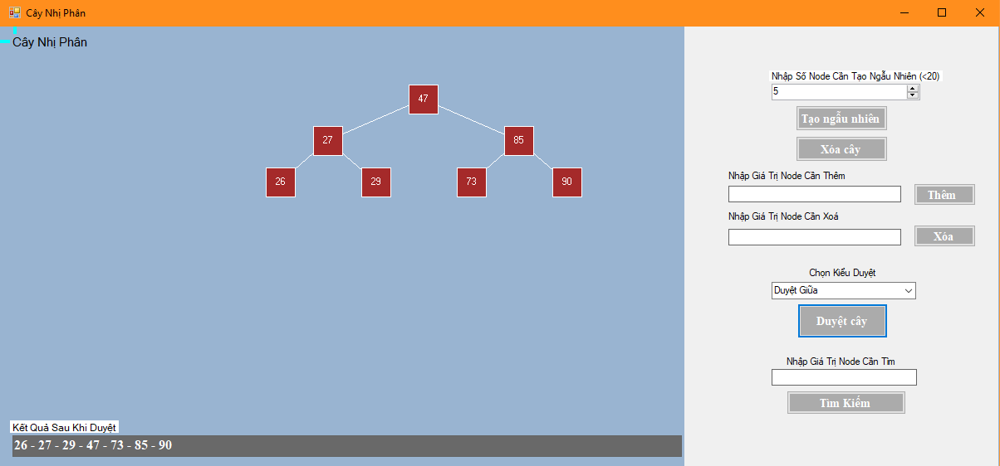 Cây Nhị Phân
Cây Nhị Phân
47
27
85
26
29
73
90
Nhập Số Node Cần Tạo Ngẫu Nhiên (<20)
5
Tạo ngẫu nhiên
Xóa cây
Nhập Giá Trị Node Cần Thêm
Thêm
Nhập Giá Trị Node Cần Xoá
Xóa
Chọn Kiểu Duyệt
Duyệt Giữa
Duyệt cây
Nhập Giá Trị Node Cần Tìm
Tìm Kiếm
Kết Quả Sau Khi Duyệt
26 - 27 - 29 - 47 - 73 - 85 - 90